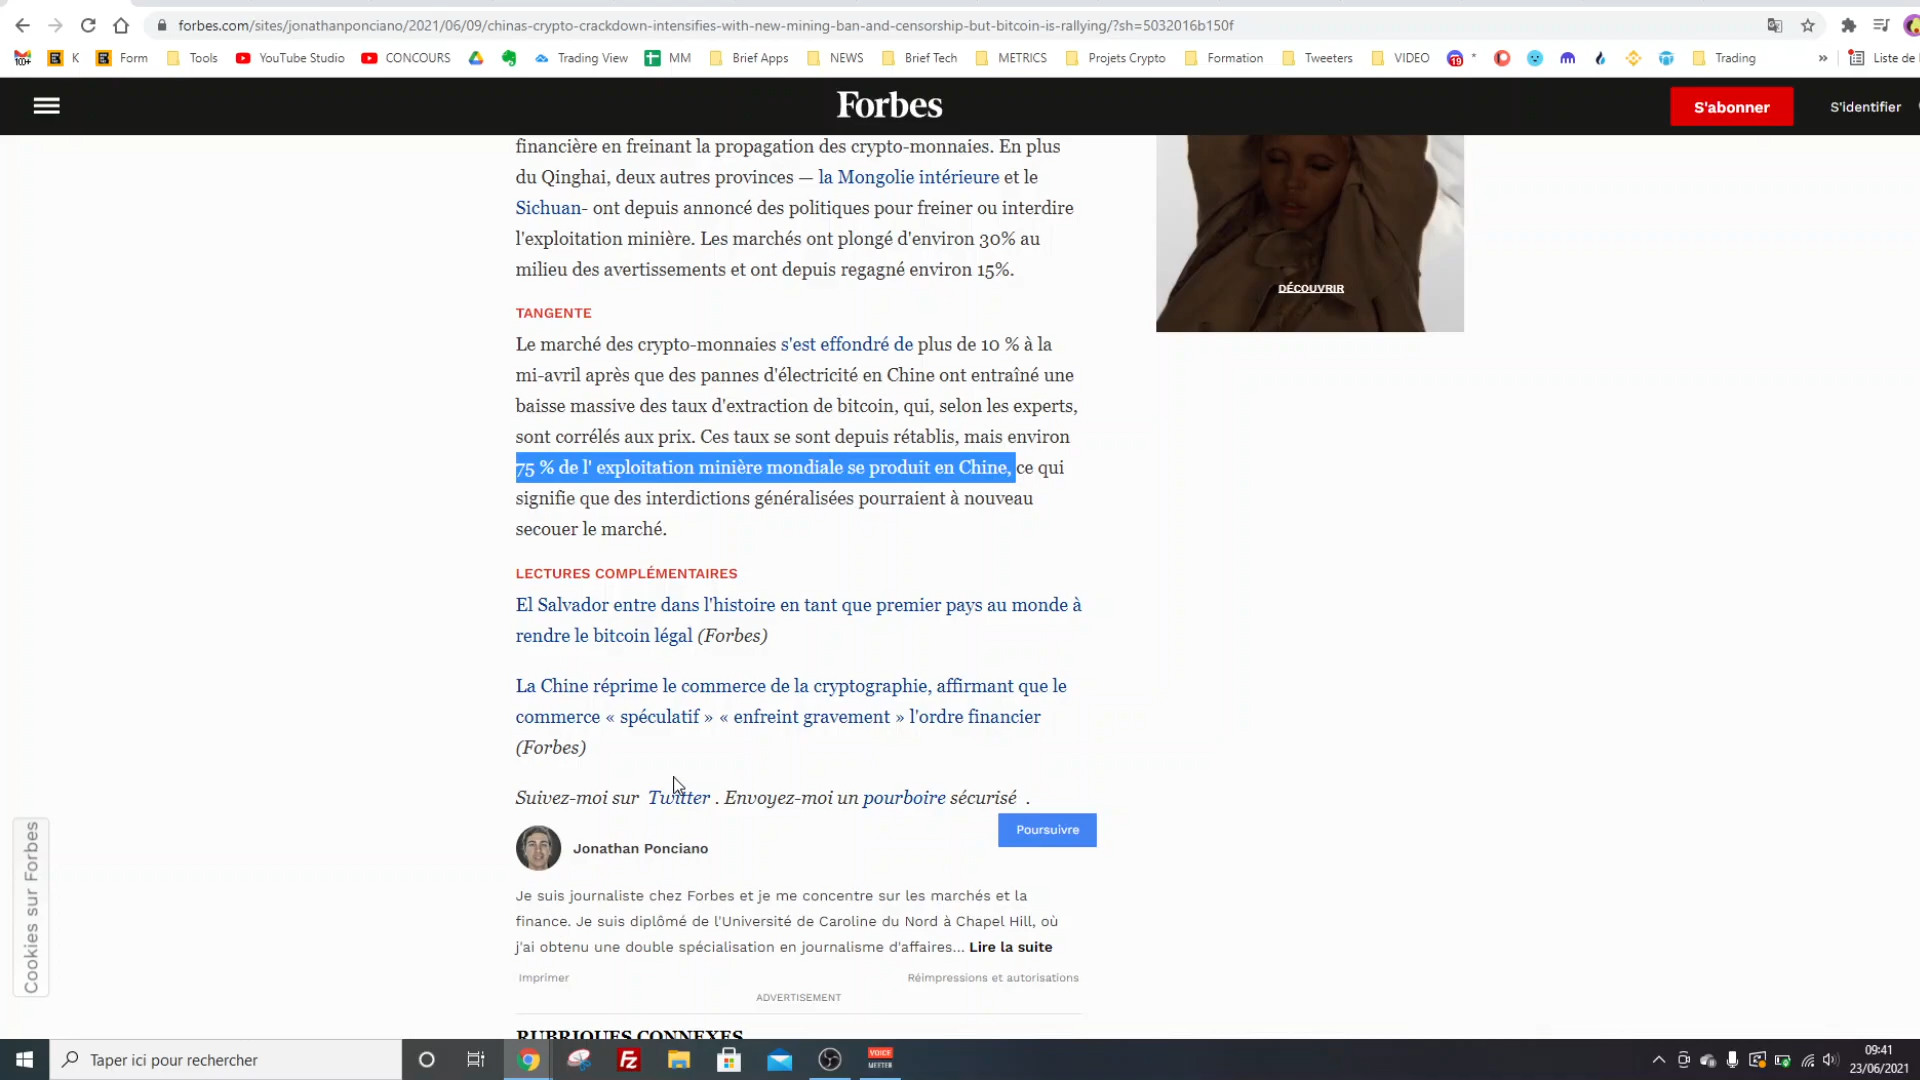 forbes.com/sites/jonathanponciano/2021/06/09/chinas-crypto-crackdown-intensifies-with-new-mining-ban-and-censorship-but-bitcoin-is-rallying/?sh=5032016b150f
100+ K Form Tools YouTube Studio CONCOURS Trading View MM Brief Apps NEWS Brief Tech METRICS Projets Crypto Formation Tweeters VIDEO 19 Trading » Liste de
Forbes
S'abonner
S'identifier
financière en freinant la propagation des crypto-monnaies. En plus
du Qinghai, deux autres provinces — la Mongolie intérieure et le
Sichuan- ont depuis annoncé des politiques pour freiner ou interdire
l'exploitation minière. Les marchés ont plongé d'environ 30% au
milieu des avertissements et ont depuis regagné environ 15%.
DÉCOUVRIR
TANGENTE
Le marché des crypto-monnaies s'est effondré de plus de 10 % à la
mi-avril après que des pannes d'électricité en Chine ont entraîné une
baisse massive des taux d'extraction de bitcoin, qui, selon les experts,
sont corrélés aux prix. Ces taux se sont depuis rétablis, mais environ
75 % de l' exploitation minière mondiale se produit en Chine, ce qui
signifie que des interdictions généralisées pourraient à nouveau
secouer le marché.
LECTURES COMPLÉMENTAIRES
El Salvador entre dans l'histoire en tant que premier pays au monde à
rendre le bitcoin légal (Forbes)
La Chine réprime le commerce de la cryptographie, affirmant que le
commerce « spéculatif » « enfreint gravement » l'ordre financier
(Forbes)
Suivez-moi sur Twitter . Envoyez-moi un pourboire sécurisé .
Poursuivre
Jonathan Ponciano
Je suis journaliste chez Forbes et je me concentre sur les marchés et la
finance. Je suis diplômé de l'Université de Caroline du Nord à Chapel Hill, où
j'ai obtenu une double spécialisation en journalisme d'affaires... Lire la suite
Imprimer
Réimpressions et autorisations
ADVERTISEMENT
RUBRIQUES CONNEXES
Cookies sur Forbes
Taper ici pour rechercher
VOICE
MEETER
09:41
23/06/2021